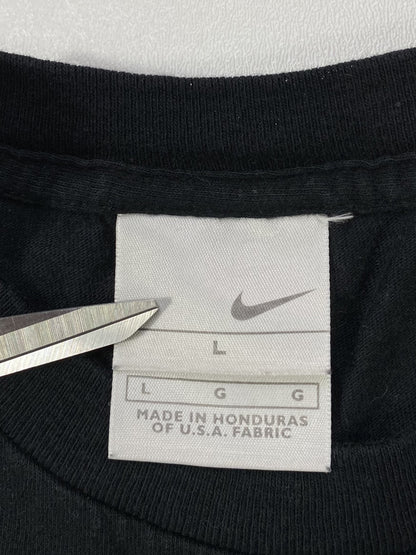 L
L G G
MADE IN HONDURAS
OF U.S.A. FABRIC